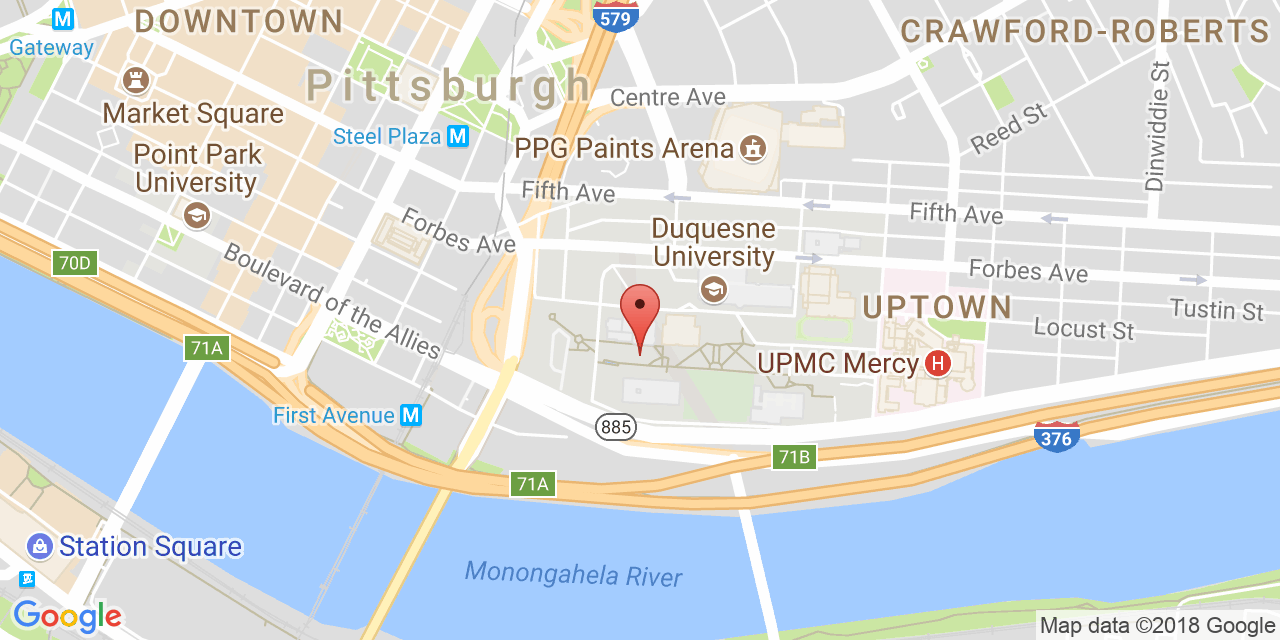 DOWNTOWN
579
CRAWFORD-ROBERTS
M
Gateway
Pittsburgh
Centre Ave
Dinwiddie St
Reed St
Market Square
Steel Plaza M
PPG Paints Arena
Point Park
University
Fifth Ave
Fifth Ave
Forbes Ave
Duquesne
University
Forbes Ave
70D
Boulevard of the Allies
UPTOWN
Tustin St
Locust St
71A
UPMC Mercy H
First Avenue M
885
376
71B
71A
Station Square
Monongahela River
Google
Map data ©2018 Google